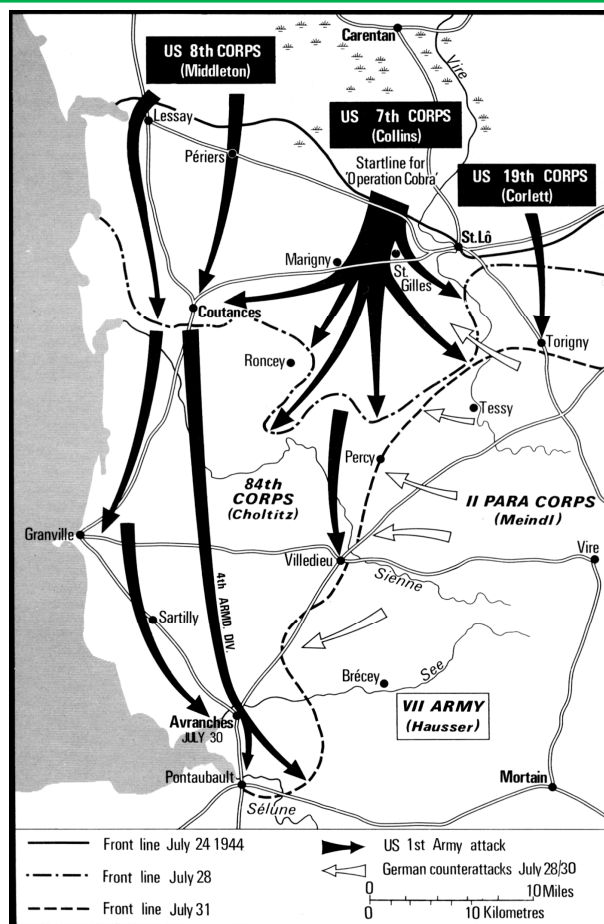 US 8th CORPS
(Middleton)
Carentan
Vire
US 7th CORPS
(Collins)
Lessay
Périers
Startline for
'Operation Cobra'
US 19th CORPS
(Corlett)
St.Lô
Marigny
St.
Gilles
Coutances
Roncey
Torigny
Tessy
Percy
84th
CORPS
(Choltitz)
II PARA CORPS
(Meindl)
Granville
Villedieu
Vire
Sienne
4th ARMD. DIV.
Sartilly
Brécey
See
VII ARMY
(Hausser)
Avranches
JULY 30
Pontaubault
Mortain
Sélune
Front line July 24 1944
US 1st Army attack
Front line July 28
German counterattacks July 28/30
Front line July 31
0 10 Miles
0 10 Kilometres